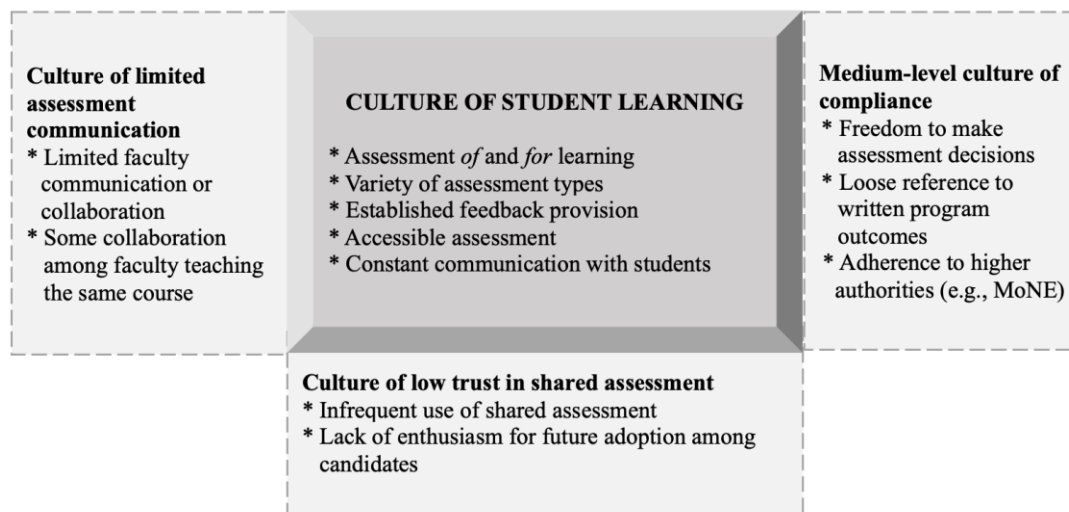 Culture of limited
assessment
communication
* Limited faculty
communication or
collaboration
* Some collaboration
among faculty teaching
the same course
CULTURE OF STUDENT LEARNING
* Assessment of and for learning
* Variety of assessment types
* Established feedback provision
* Accessible assessment
* Constant communication with students
Medium-level culture of
compliance
* Freedom to make
assessment decisions
* Loose reference to
written program
outcomes
* Adherence to higher
authorities (e.g., MoNE)
Culture of low trust in shared assessment
* Infrequent use of shared assessment
* Lack of enthusiasm for future adoption among
candidates